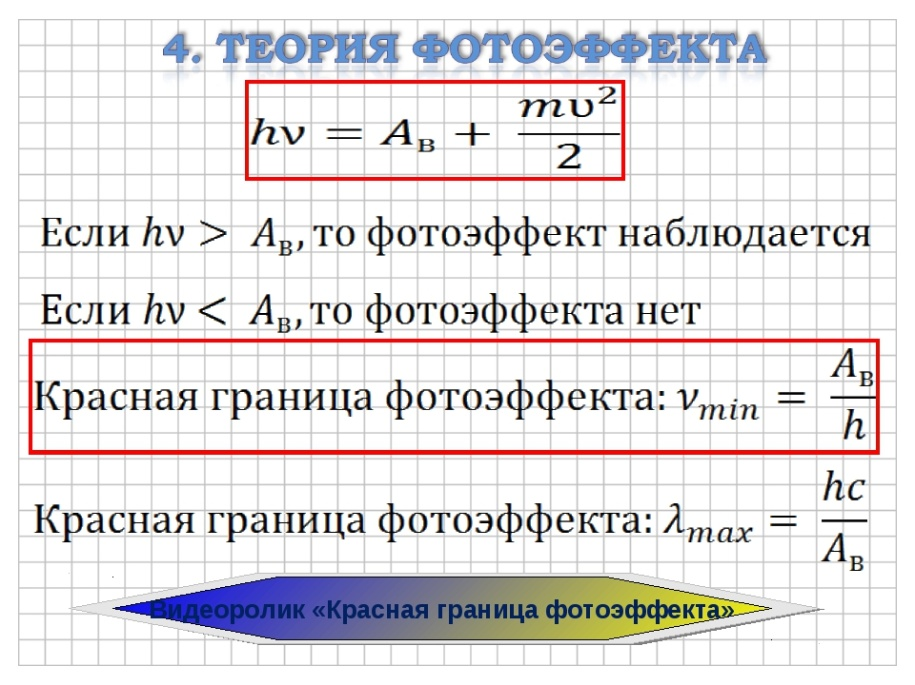 4. ТЕОРИЯ ФОТОЭФФЕКТА
hν = Aв + mυ²/2
Если hν > Aв, то фотоэффект наблюдается
Если hν < Aв, то фотоэффекта нет
Красная граница фотоэффекта: νmin = Aв/h
Красная граница фотоэффекта: λmax = hc/Aв
Видеоролик «Красная граница фотоэффекта»